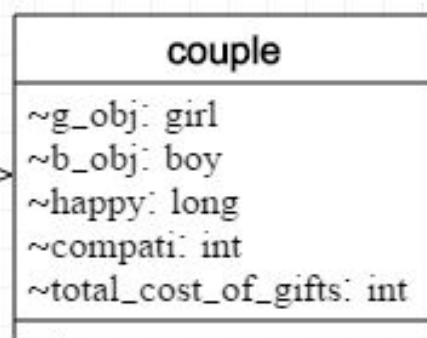 couple
~g_obj: girl
~b_obj: boy
~happy: long
~compati: int
~total_cost_of_gifts: int